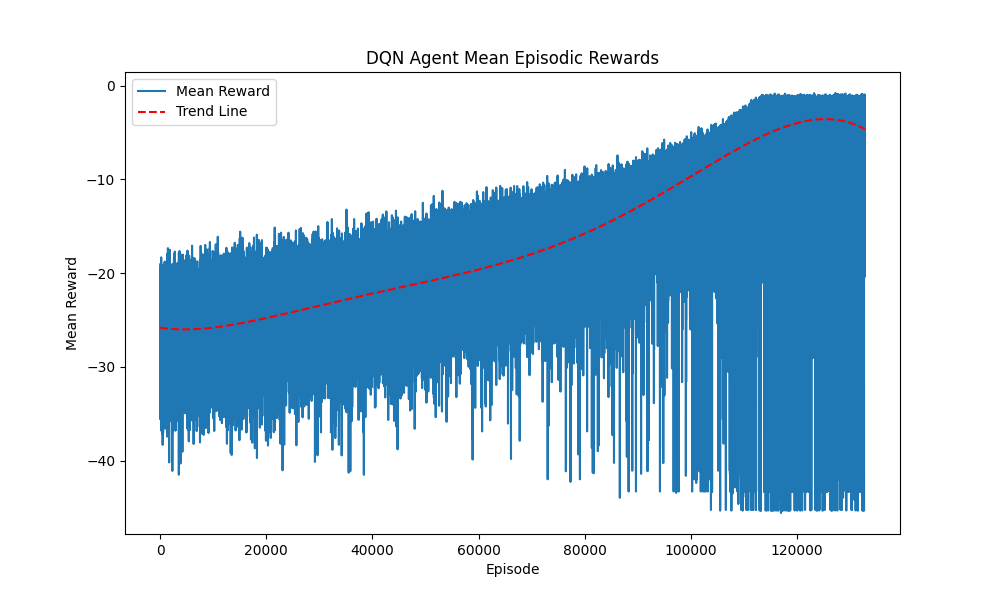 DQN Agent Mean Episodic Rewards
Mean Reward
Trend Line
0
−10
−20
−30
−40
Mean Reward
0
20000
40000
60000
80000
100000
120000
Episode